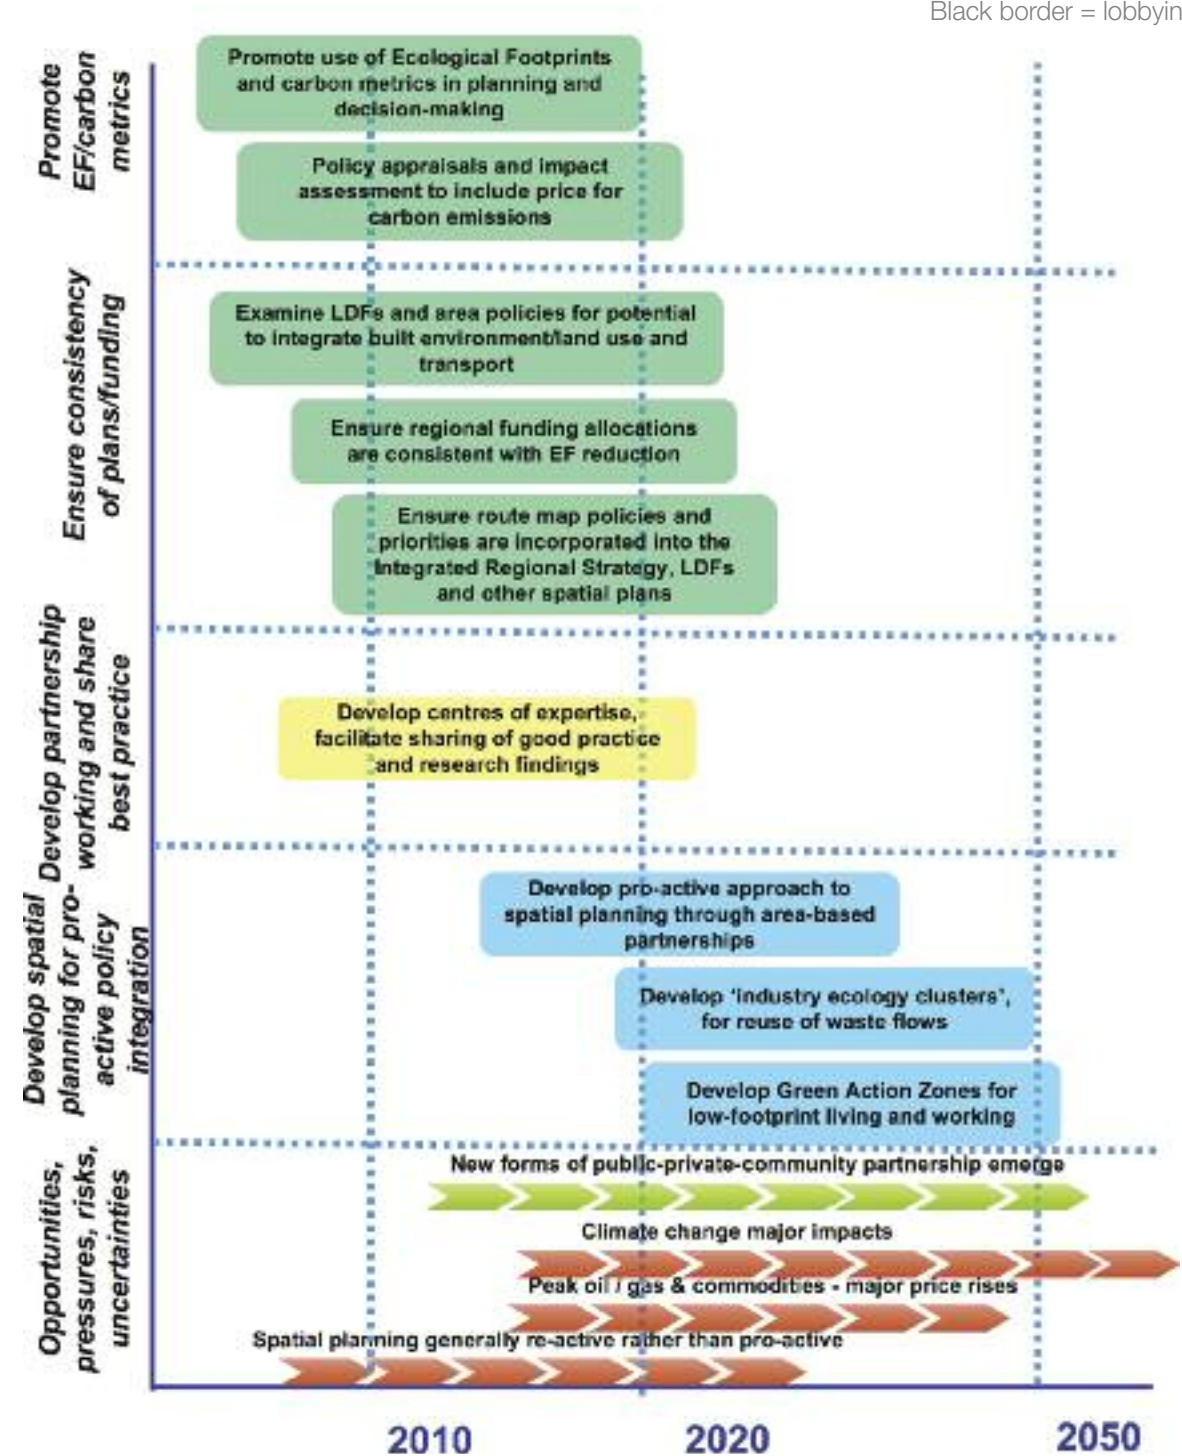 Black border = lobbyin
Promote
EF/carbon
metrics
Promote use of Ecological Footprints
and carbon metrics in planning and
decision-making
Policy appraisals and impact
assessment to include price for
carbon emissions
Ensure consistency
of plans/funding
Examine LDFs and area policies for potential
to integrate built environment/land use and
transport
Ensure regional funding allocations
are consistent with EF reduction
Ensure route map policies and
priorities are incorporated into the
Integrated Regional Strategy, LDFs
and other spatial plans
Develop partnership
working and share
best practice
Develop centres of expertise,
facilitate sharing of good practice
and research findings
Develop spatial
planning for pro-
active policy
integration
Develop pro-active approach to
spatial planning through area-based
partnerships
Develop ‘industry ecology clusters’,
for reuse of waste flows
Develop Green Action Zones for
low-footprint living and working
Opportunities,
pressures, risks,
uncertainties
New forms of public-private-community partnership emerge
Climate change major impacts
Peak oil / gas & commodities - major price rises
Spatial planning generally re-active rather than pro-active
2010 2020 2050